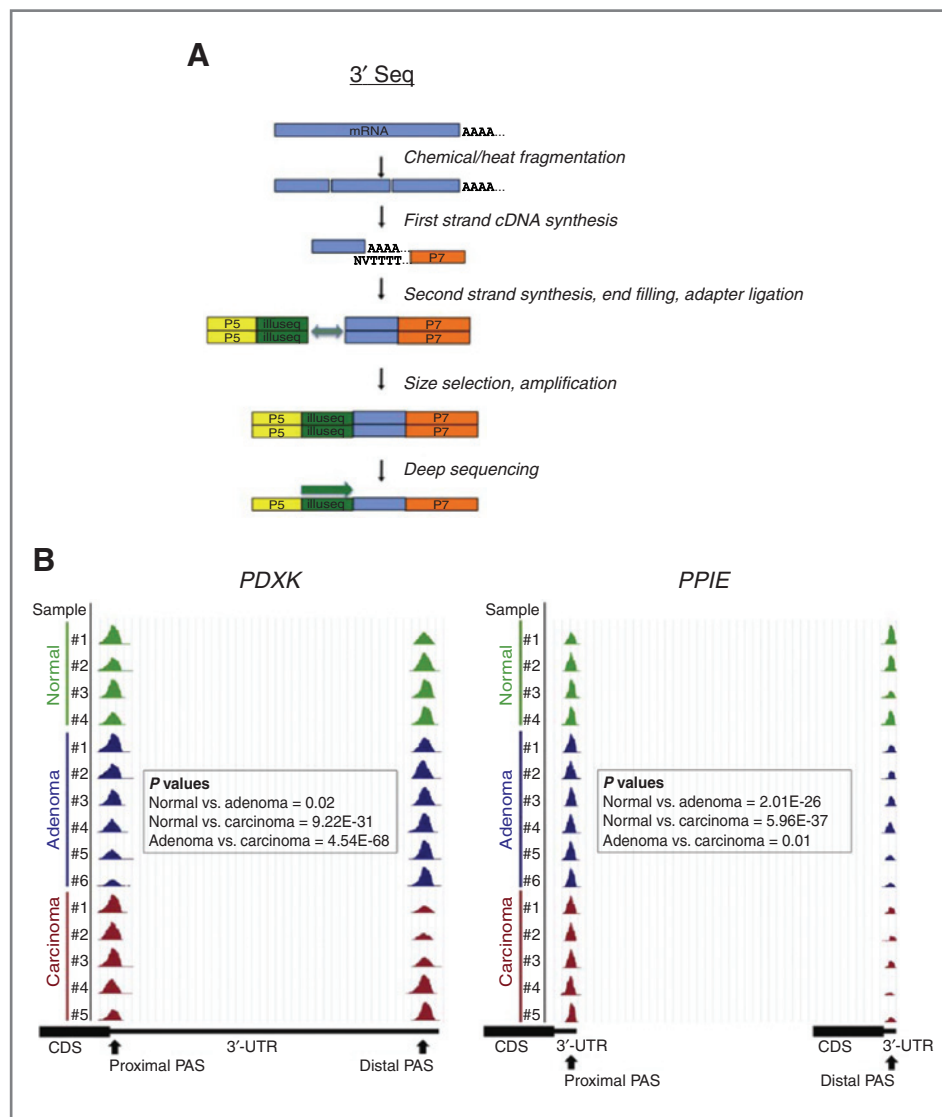 A
3′ Seq
mRNA AAAA...
Chemical/heat fragmentation
AAAA...
First strand cDNA synthesis
AAAA...
NVTTTT... P7
Second strand synthesis, end filling, adapter ligation
P5 illuseq P7
P5 illuseq P7
Size selection, amplification
P5 illuseq P7
P5 illuseq P7
Deep sequencing
P5 illuseq P7
B
PDXK
Sample
Normal
#1
#2
#3
#4
Adenoma
#1
#2
#3
#4
#5
#6
Carcinoma
#1
#2
#3
#4
#5
P values
Normal vs. adenoma = 0.02
Normal vs. carcinoma = 9.22E-31
Adenoma vs. carcinoma = 4.54E-68
CDS 3′-UTR
Proximal PAS Distal PAS
PPIE
Sample
Normal
#1
#2
#3
#4
Adenoma
#1
#2
#3
#4
#5
#6
Carcinoma
#1
#2
#3
#4
#5
P values
Normal vs. adenoma = 2.01E-26
Normal vs. carcinoma = 5.96E-37
Adenoma vs. carcinoma = 0.01
CDS 3′-UTR CDS 3′-UTR
Proximal PAS Distal PAS